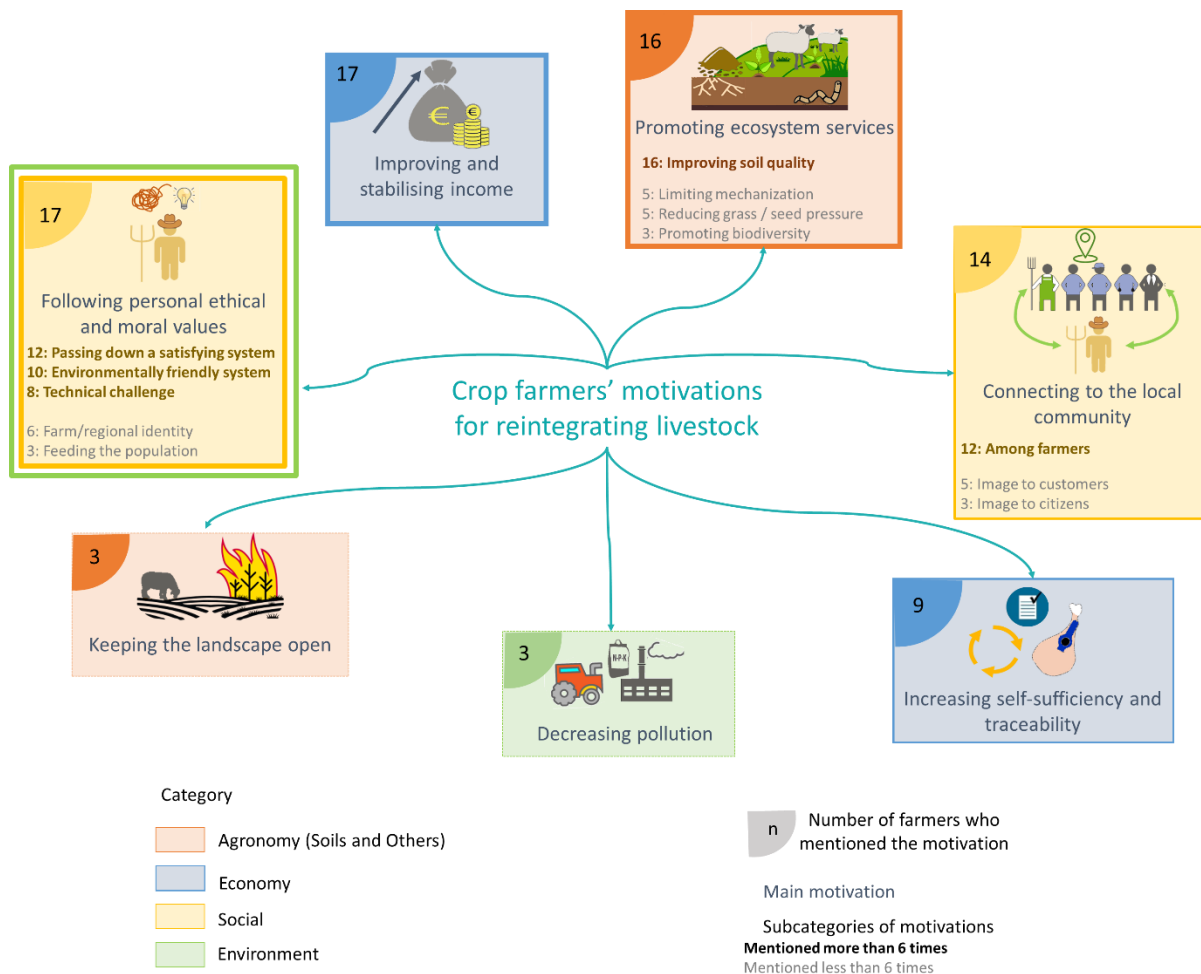 17
Improving and
stabilising income
16
Promoting ecosystem services
16: Improving soil quality
5: Limiting mechanization
5: Reducing grass / seed pressure
3: Promoting biodiversity
17
Following personal ethical
and moral values
12: Passing down a satisfying system
10: Environmentally friendly system
8: Technical challenge
6: Farm/regional identity
3: Feeding the population
14
Connecting to the local
community
12: Among farmers
5: Image to customers
3: Image to citizens
Crop farmers’ motivations
for reintegrating livestock
3
Keeping the landscape open
3
N-P-K
Decreasing pollution
9
Increasing self-sufficiency and
traceability
Category
Agronomy (Soils and Others)
Economy
Social
Environment
n
Number of farmers who
mentioned the motivation
Main motivation
Subcategories of motivations
Mentioned more than 6 times
Mentioned less than 6 times